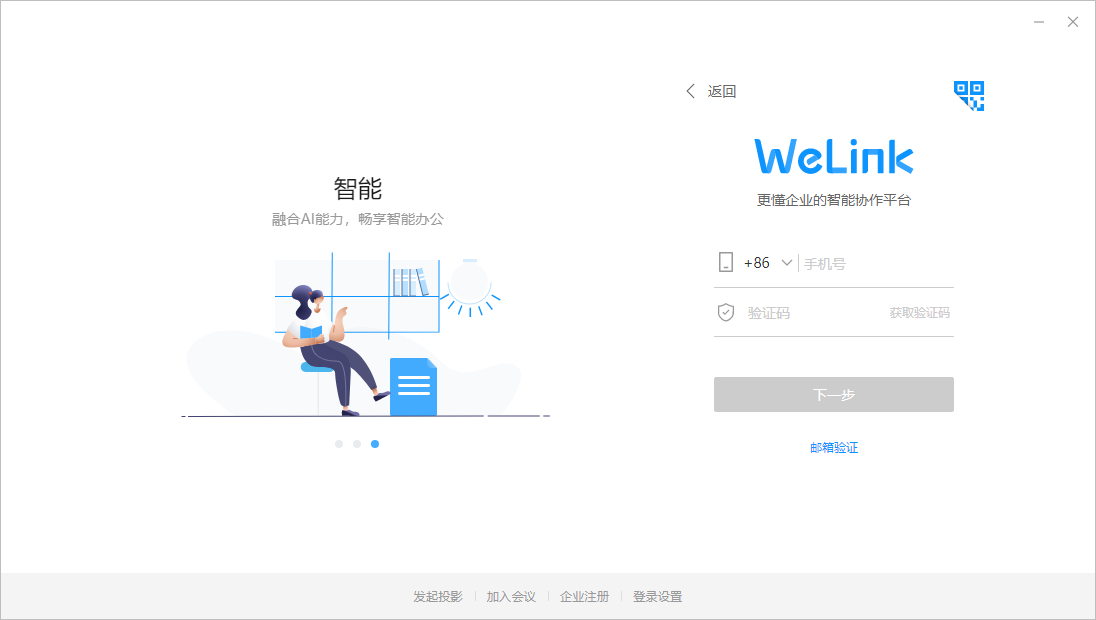 返回
WeLink
更懂企业的智能协作平台
智能
融合AI能力，畅享智能办公
+86 手机号
验证码 获取验证码
下一步
邮箱验证
发起投影 加入会议 企业注册 登录设置